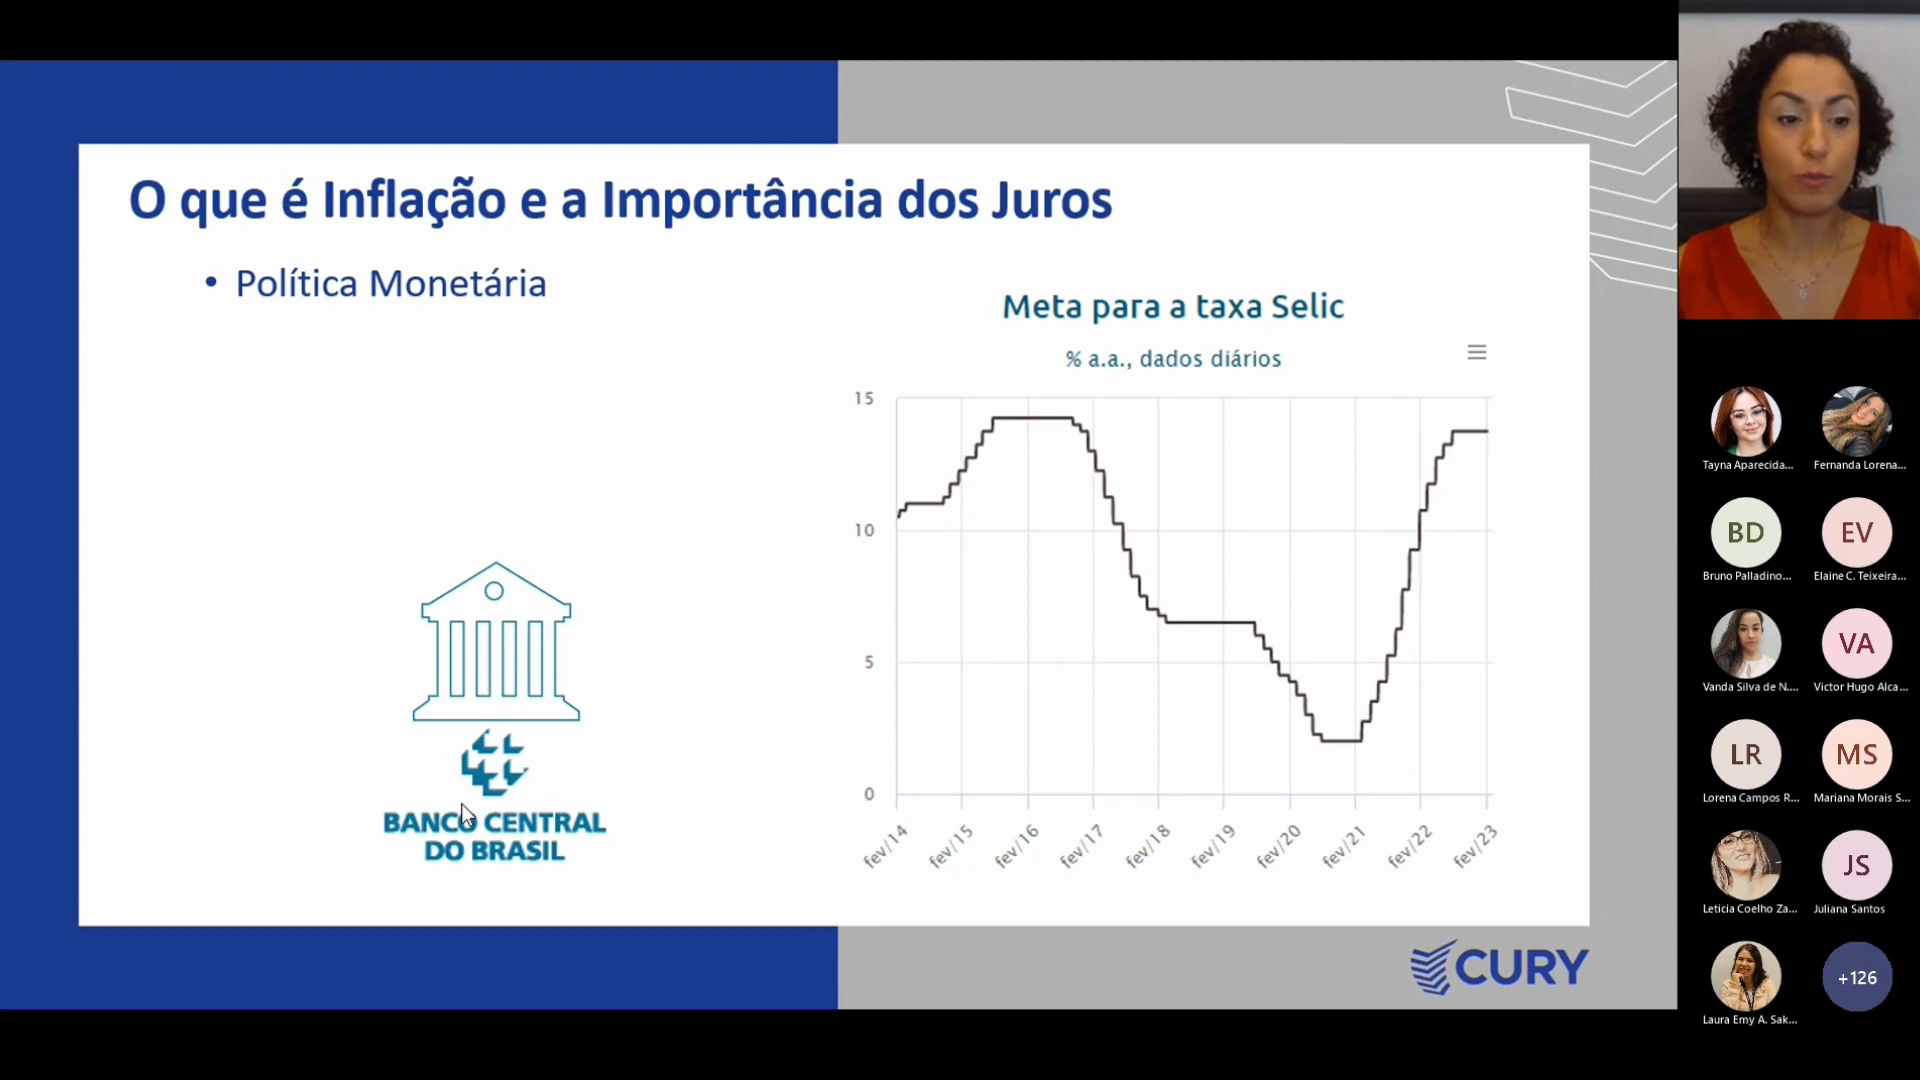 O que é Inflação e a Importância dos Juros
• Política Monetária
BANCO CENTRAL
DO BRASIL
Meta para a taxa Selic
% a.a., dados diários
15
10
5
0
fev/14
fev/15
fev/16
fev/17
fev/18
fev/19
fev/20
fev/21
fev/22
fev/23
CURY
Tayna Aparecida...
Fernanda Lorena...
BD
EV
Bruno Palladino...
Elaine C. Teixeira...
Vanda Silva de N....
VA
Victor Hugo Alca...
LR
MS
Lorena Campos R...
Mariana Morais S...
Leticia Coelho Za...
JS
Juliana Santos
Laura Emy A. Sak...
+126